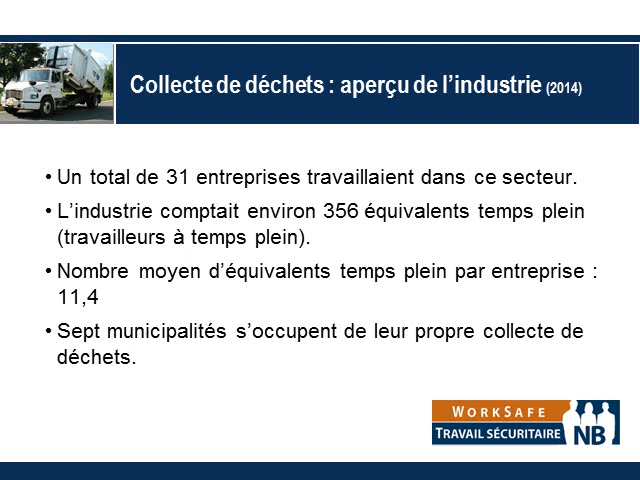 Collecte de déchets : aperçu de l’industrie (2014)
• Un total de 31 entreprises travaillaient dans ce secteur.
• L’industrie comptait environ 356 équivalents temps plein
(travailleurs à temps plein).
• Nombre moyen d’équivalents temps plein par entreprise :
11,4
• Sept municipalités s’occupent de leur propre collecte de
déchets.
WORKSAFE
TRAVAIL SÉCURITAIRE NB